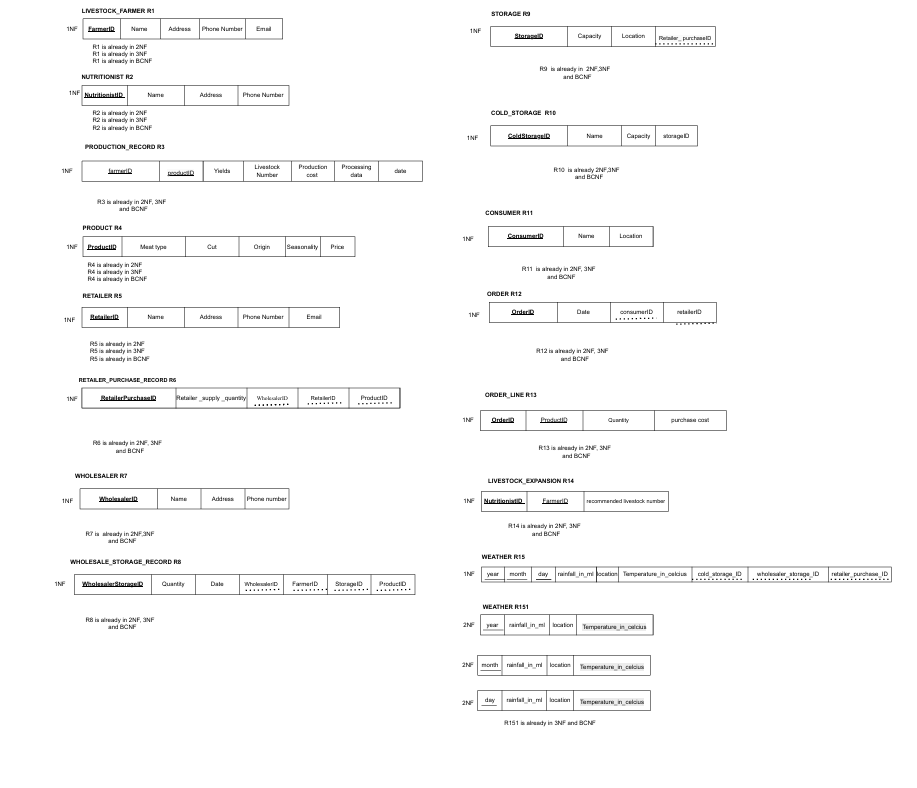 LIVESTOCK_FARMER R1
1NF FarmerID Name Address Phone Number Email
R1 is already in 2NF
R1 is already in 3NF
R1 is already in BCNF
NUTRITIONIST R2
1NF NutritionistID Name Address Phone Number
R2 is already in 2NF
R2 is already in 3NF
R2 is already in BCNF
PRODUCTION_RECORD R3
1NF farmerID productID Yields Livestock Number Production cost Processing data date
R3 is already in 2NF, 3NF
and BCNF
PRODUCT R4
1NF ProductID Meat type Cut Origin Seasonality Price
R4 is already in 2NF
R4 is already in 3NF
R4 is already in BCNF
RETAILER R5
1NF RetailerID Name Address Phone Number Email
R5 is already in 2NF
R5 is already in 3NF
R5 is already in BCNF
RETAILER_PURCHASE_RECORD R6
1NF RetailerPurchaseID Retailer _supply _quantity WholesalerID RetailerID ProductID
R6 is already in 2NF, 3NF
and BCNF
WHOLESALER R7
1NF WholesalerID Name Address Phone number
R7 is already in 2NF,3NF
and BCNF
WHOLESALE_STORAGE_RECORD R8
1NF WholesalerStorageID Quantity Date WholesalerID FarmerID StorageID ProductID
R8 is already in 2NF, 3NF
and BCNF
STORAGE R9
1NF StorageID Capacity Location Retailer_ purchaseID
R9 is already in 2NF,3NF
and BCNF
COLD_STORAGE R10
1NF ColdStorageID Name Capacity storageID
R10 is already 2NF,3NF
and BCNF
CONSUMER R11
1NF ConsumerID Name Location
R11 is already in 2NF, 3NF
and BCNF
ORDER R12
1NF OrderID Date consumerID retailerID
R12 is already in 2NF, 3NF
and BCNF
ORDER_LINE R13
1NF OrderID ProductID Quantity purchase cost
R13 is already in 2NF, 3NF
and BCNF
LIVESTOCK_EXPANSION R14
1NF NutritionistID FarmerID recommended livestock number
R14 is already in 2NF, 3NF
and BCNF
WEATHER R15
1NF year month day rainfall_in_ml location Temperature_in_celcius cold_storage_ID wholesaler_storage_ID retailer_purchase_ID
WEATHER R151
2NF year rainfall_in_ml location Temperature_in_celcius
2NF month rainfall_in_ml location Temperature_in_celcius
2NF day rainfall_in_ml location Temperature_in_celcius
R151 is already in 3NF and BCNF